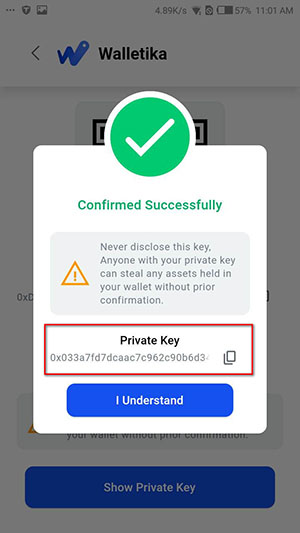 4.89K/s 57% 11:01 AM
Walletika
Confirmed Successfully
Never disclose this key,
Anyone with your private key
can steal any assets held in
your wallet without prior
confirmation.
0xD
Private Key
0x033a7fd7dcaac7c962c90b6d3
I Understand
your wallet without prior confirmation.
Show Private Key